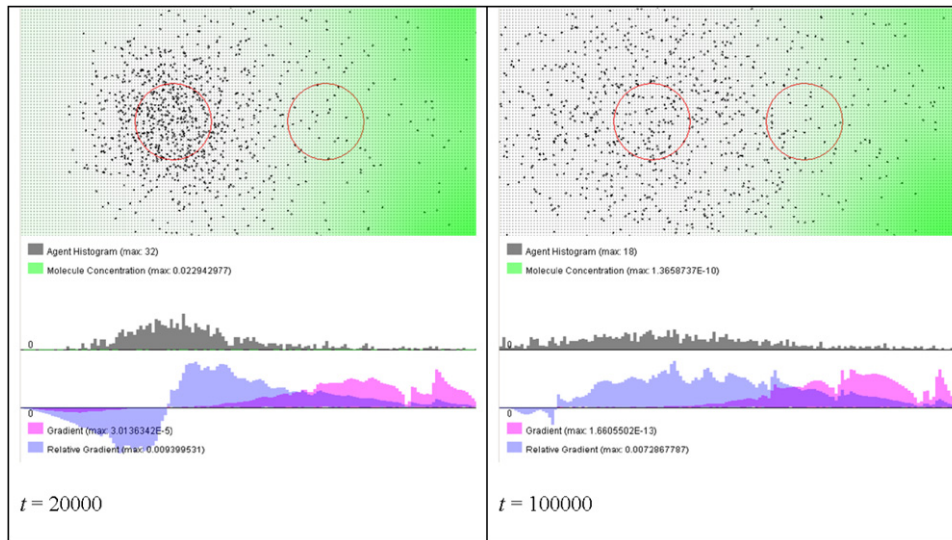 Agent Histogram (max: 32)
Molecule Concentration (max: 0.022942977)
0
0
Gradient (max: 3.0136342E-5)
Relative Gradient (max: 0.009399531)
t = 20000
Agent Histogram (max: 18)
Molecule Concentration (max: 1.3658737E-10)
0
0
Gradient (max: 1.6605502E-13)
Relative Gradient (max: 0.0072867787)
t = 100000